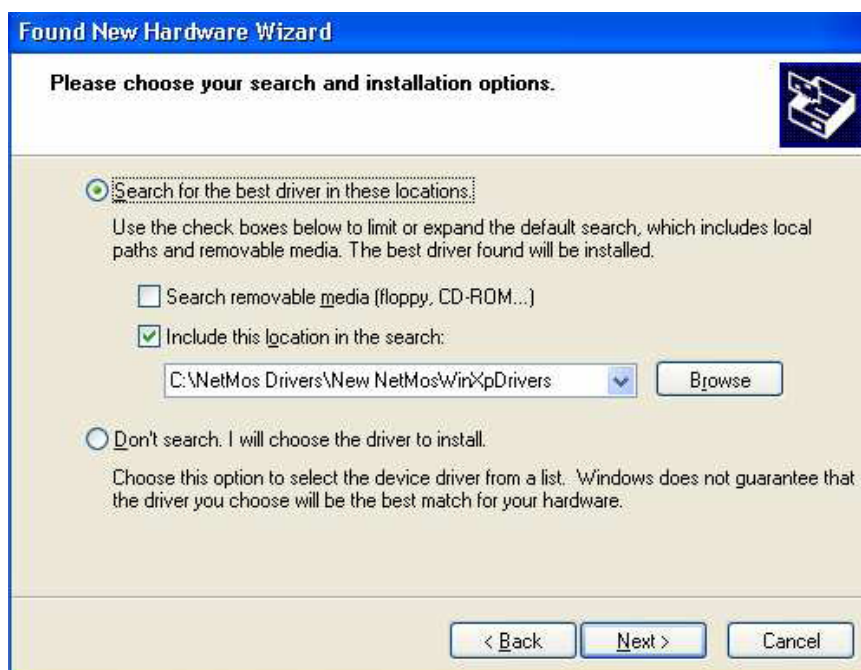 Found New Hardware Wizard
Please choose your search and installation options.
Search for the best driver in these locations.
Use the check boxes below to limit or expand the default search, which includes local
paths and removable media. The best driver found will be installed.
Search removable media (floppy, CD-ROM...)
Include this location in the search:
C:\NetMos Drivers\New NetMosWinXpDrivers
Browse
Don't search. I will choose the driver to install.
Choose this option to select the device driver from a list. Windows does not guarantee that
the driver you choose will be the best match for your hardware.
< Back
Next >
Cancel